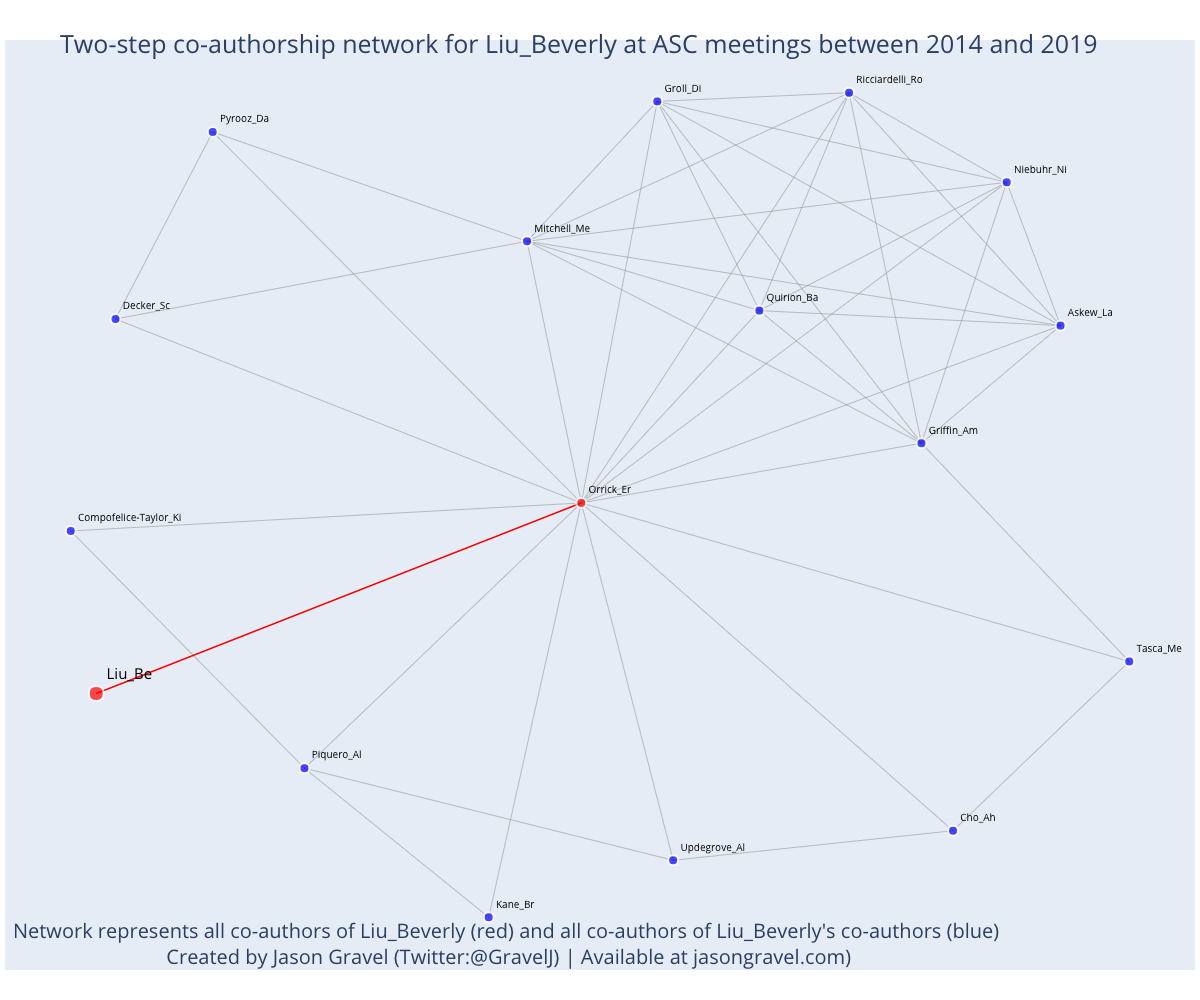 Two-step co-authorship network for Liu_Beverly at ASC meetings between 2014 and 2019
Ricciardelli_Ro
Groll_Di
Pyrooz_Da
Niebuhr_Ni
Mitchell_Me
Quirion_Ba
Decker_Sc
Askew_La
Griffin_Am
Orrick_Er
Compofelice-Taylor_Ki
Tasca_Me
Liu_Be
Piquero_Al
Cho_Ah
Updegrove_Al
Kane_Br
Network represents all co-authors of Liu_Beverly (red) and all co-authors of Liu_Beverly's co-authors (blue)
Created by Jason Gravel (Twitter:@GravelJ) | Available at jasongravel.com)